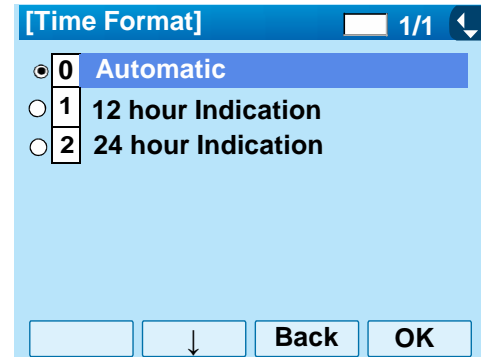 [Time Format] 1/1
0 Automatic
1 12 hour Indication
2 24 hour Indication
↓ Back OK